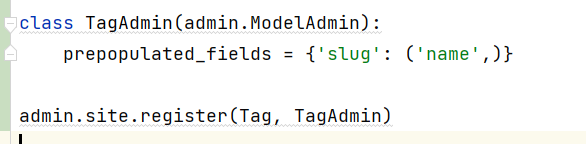 class TagAdmin(admin.ModelAdmin):
    prepopulated_fields = {'slug': ('name',)}
admin.site.register(Tag, TagAdmin)